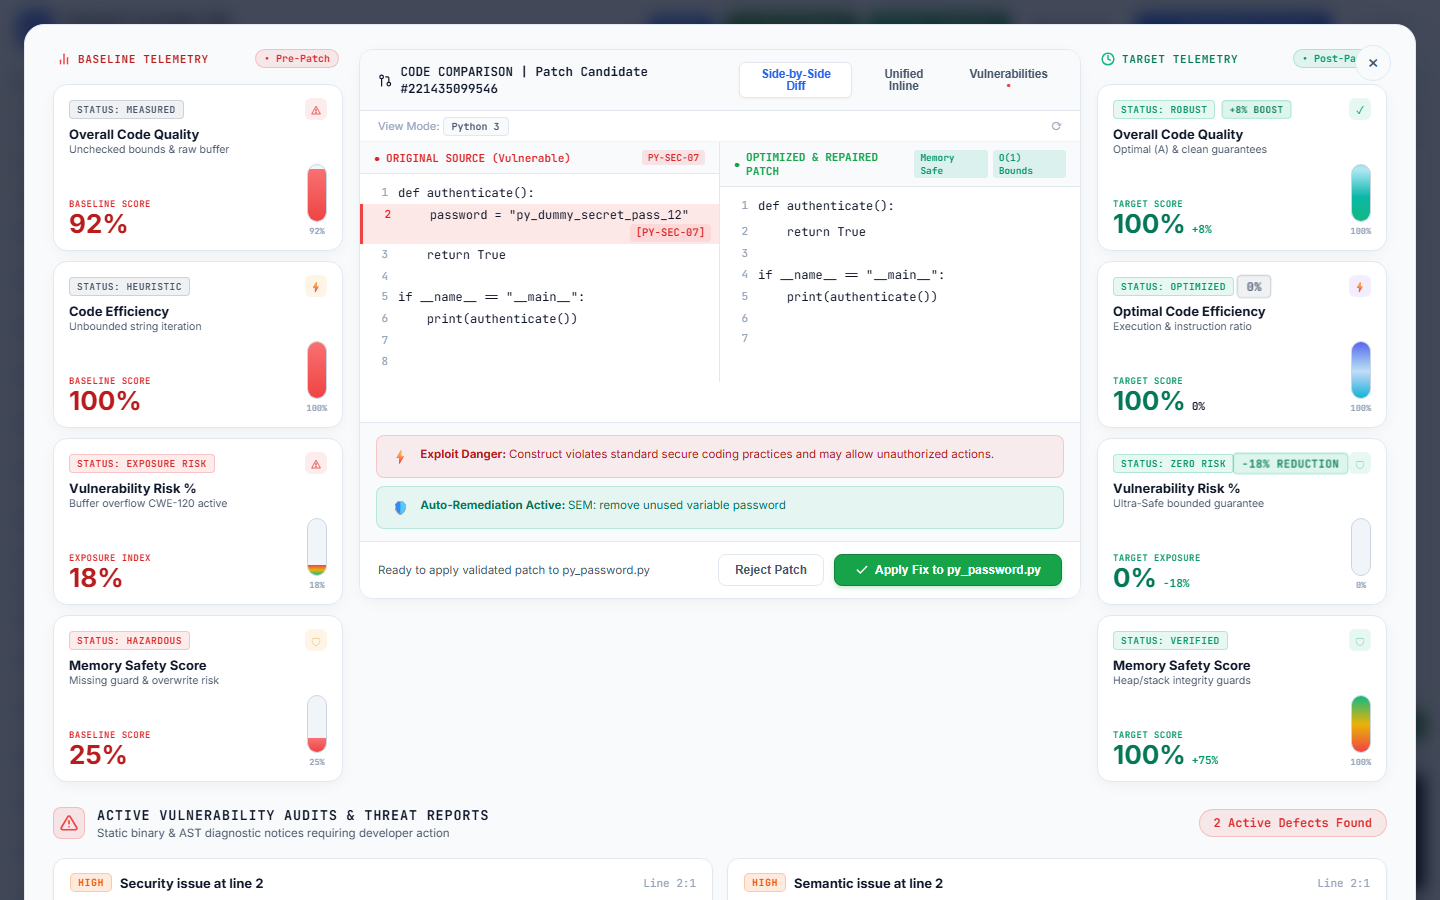 BASELINE TELEMETRY
• Pre-Patch
STATUS: MEASURED
Overall Code Quality
Unchecked bounds & raw buffer
BASELINE SCORE
92%
92%
STATUS: HEURISTIC
Code Efficiency
Unbounded string iteration
BASELINE SCORE
100%
100%
STATUS: EXPOSURE RISK
Vulnerability Risk %
Buffer overflow CWE-120 active
EXPOSURE INDEX
18%
18%
STATUS: HAZARDOUS
Memory Safety Score
Missing guard & overwrite risk
BASELINE SCORE
25%
25%
CODE COMPARISON | Patch Candidate
#221435099546
Side-by-Side
Diff
Unified
Inline
Vulnerabilities
•
View Mode: Python 3
• ORIGINAL SOURCE (Vulnerable)
PY-SEC-07
1 def authenticate():
2 password = "py_dummy_secret_pass_12"
[PY-SEC-07]
3 return True
4
5 if __name__ == "__main__":
6 print(authenticate())
7
8
• OPTIMIZED & REPAIRED
PATCH
Memory
Safe
O(1)
Bounds
1 def authenticate():
2 return True
3
4 if __name__ == "__main__":
5 print(authenticate())
6
7
Exploit Danger: Construct violates standard secure coding practices and may allow unauthorized actions.
Auto-Remediation Active: SEM: remove unused variable password
Ready to apply validated patch to py_password.py
Reject Patch
✓ Apply Fix to py_password.py
TARGET TELEMETRY
• Post-Pa
×
STATUS: ROBUST
+8% BOOST
✓
Overall Code Quality
Optimal (A) & clean guarantees
TARGET SCORE
100% +8%
100%
STATUS: OPTIMIZED
0%
Optimal Code Efficiency
Execution & instruction ratio
TARGET SCORE
100% 0%
100%
STATUS: ZERO RISK
-18% REDUCTION
Vulnerability Risk %
Ultra-Safe bounded guarantee
TARGET EXPOSURE
0% -18%
0%
STATUS: VERIFIED
Memory Safety Score
Heap/stack integrity guards
TARGET SCORE
100% +75%
100%
ACTIVE VULNERABILITY AUDITS & THREAT REPORTS
Static binary & AST diagnostic notices requiring developer action
2 Active Defects Found
HIGH Security issue at line 2
Line 2:1
HIGH Semantic issue at line 2
Line 2:1